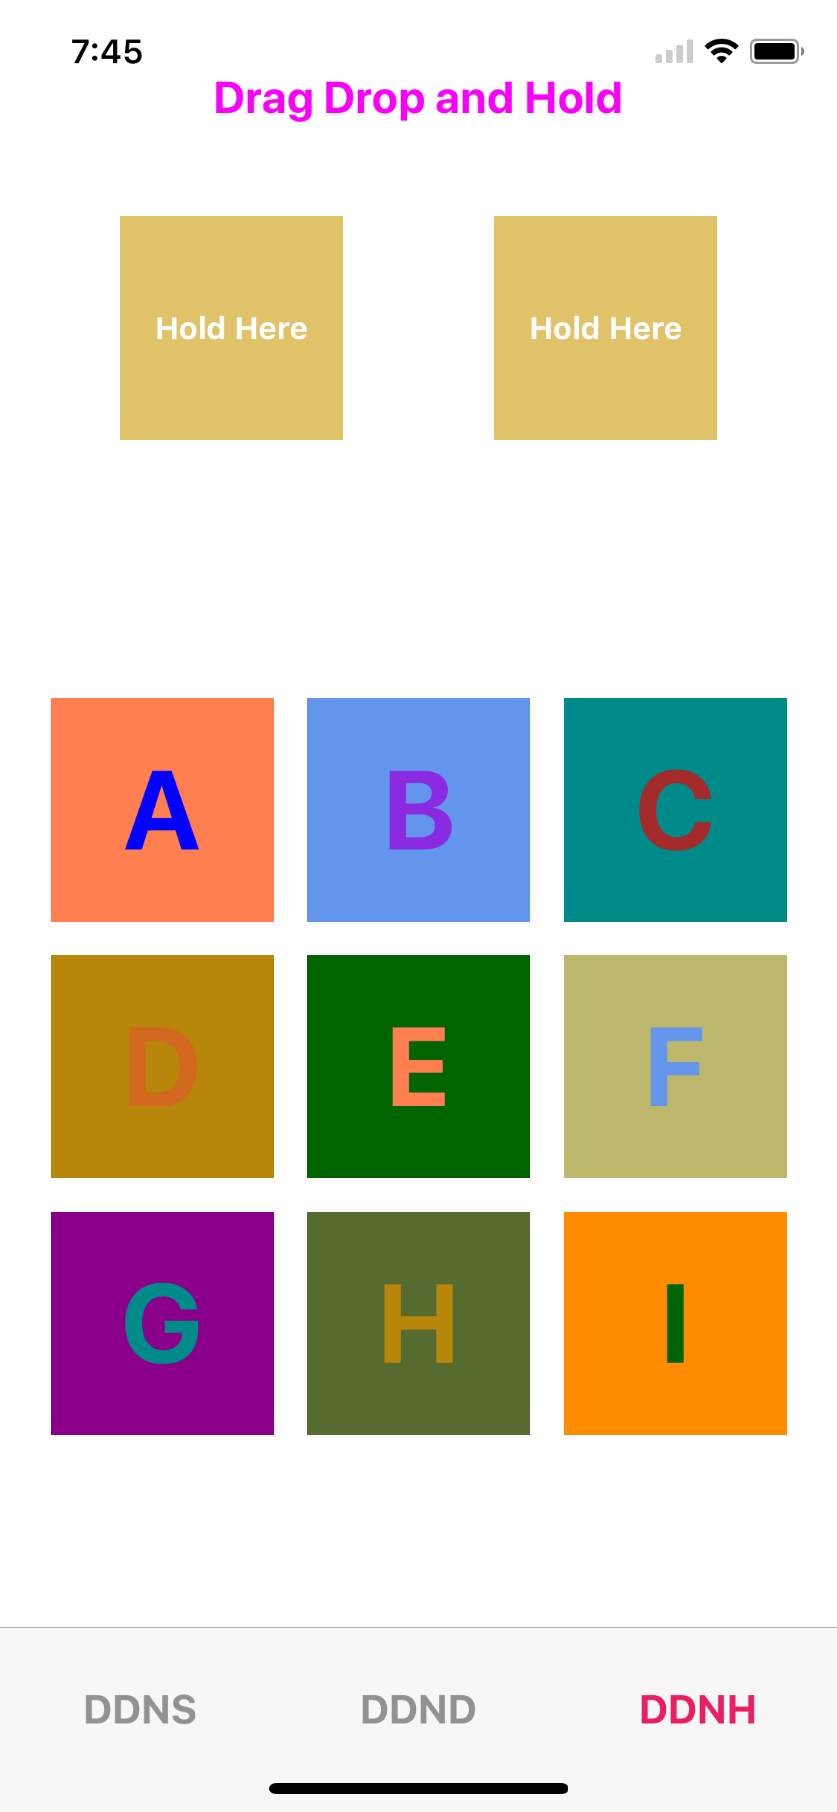 7:45
Drag Drop and Hold
Hold Here Hold Here
A B C
D E F
G H I
DDNS DDND DDNH